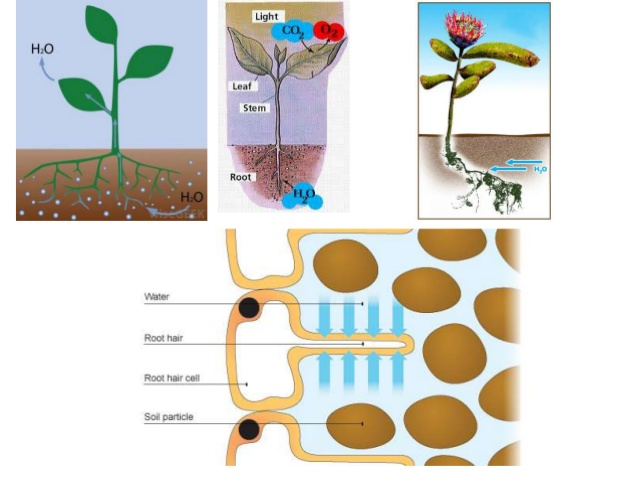 H₂O
H₂O
Light
CO₂
O₂
Leaf
Stem
Root
H₂O
H₂O
Water
Root hair
Root hair cell
Soil particle